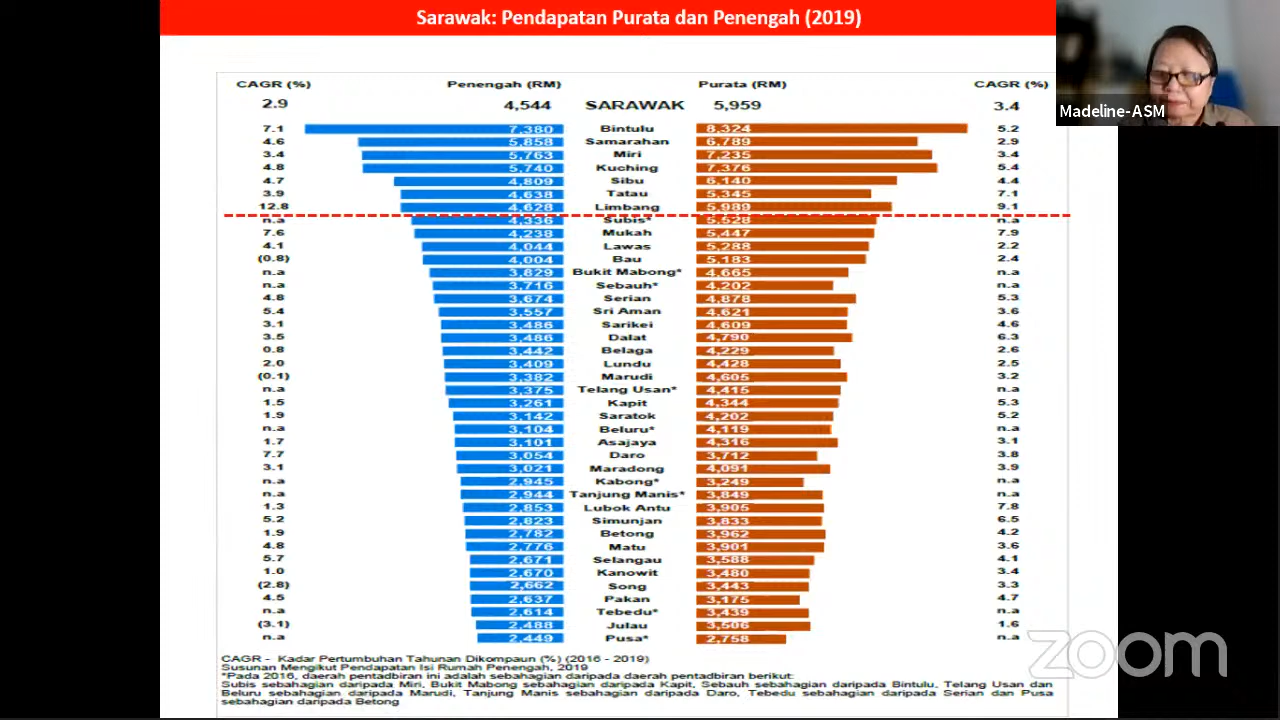 Sarawak: Pendapatan Purata dan Penengah (2019)
Madeline-ASM
CAGR (%) Penengah (RM) Purata (RM) CAGR (%)
2.9 4,544 SARAWAK 5,959 3.4
7.1 7,380 Bintulu 8,324 5.2
4.6 5,858 Samarahan 6,789 2.9
3.4 5,763 Miri 7,235 3.4
4.8 5,740 Kuching 7,376 5.4
4.7 4,809 Sibu 6,140 4.4
3.9 4,638 Tatau 5,345 7.1
12.8 4,628 Limbang 5,989 9.1
n.a 4,336 Subis* 5,528 n.a
7.6 4,238 Mukah 5,447 7.9
4.1 4,044 Lawas 5,288 2.2
(0.8) 4,004 Bau 5,183 2.4
n.a 3,829 Bukit Mabong* 4,665 n.a
n.a 3,716 Sebauh* 4,202 n.a
4.8 3,674 Serian 4,878 5.3
5.4 3,557 Sri Aman 4,621 3.6
3.1 3,486 Sarikei 4,609 4.6
3.5 3,486 Dalat 4,790 6.3
0.8 3,442 Belaga 4,229 2.6
2.0 3,409 Lundu 4,428 2.5
(0.1) 3,382 Marudi 4,605 3.2
n.a 3,375 Telang Usan* 4,415 n.a
1.5 3,261 Kapit 4,344 5.3
1.9 3,142 Saratok 4,202 5.2
n.a 3,104 Beluru* 4,119 n.a
1.7 3,101 Asajaya 4,316 3.1
7.7 3,054 Daro 3,712 3.8
3.1 3,021 Maradong 4,091 3.9
n.a 2,945 Kabong* 3,249 n.a
n.a 2,944 Tanjung Manis* 3,849 n.a
1.3 2,853 Lubok Antu 3,905 7.8
5.2 2,823 Simunjan 3,833 6.5
1.9 2,782 Betong 3,962 4.2
4.8 2,776 Matu 3,901 3.6
5.7 2,671 Selangau 3,588 4.1
1.0 2,670 Kanowit 3,480 3.4
(2.8) 2,662 Song 3,443 3.3
4.5 2,637 Pakan 3,175 4.7
n.a 2,614 Tebedu* 3,439 n.a
(3.1) 2,488 Julau 3,506 1.6
n.a 2,449 Pusa* 2,758 n.a
CAGR - Kadar Pertumbuhan Tahunan Dikompaun (%) (2016 - 2019)
Susunan Mengikut Pendapatan Isi Rumah Penengah, 2019
*Pada 2016, daerah pentadbiran ini adalah sebahagian daripada daerah pentadbiran berikut:
Subis sebahagian daripada Miri, Bukit Mabong sebahagian daripada Kapit, Sebauh sebahagian daripada Bintulu, Telang Usan dan
Beluru sebahagian daripada Marudi, Tanjung Manis sebahagian daripada Daro, Tebedu sebahagian daripada Serian dan Pusa
sebahagian daripada Betong
zoom